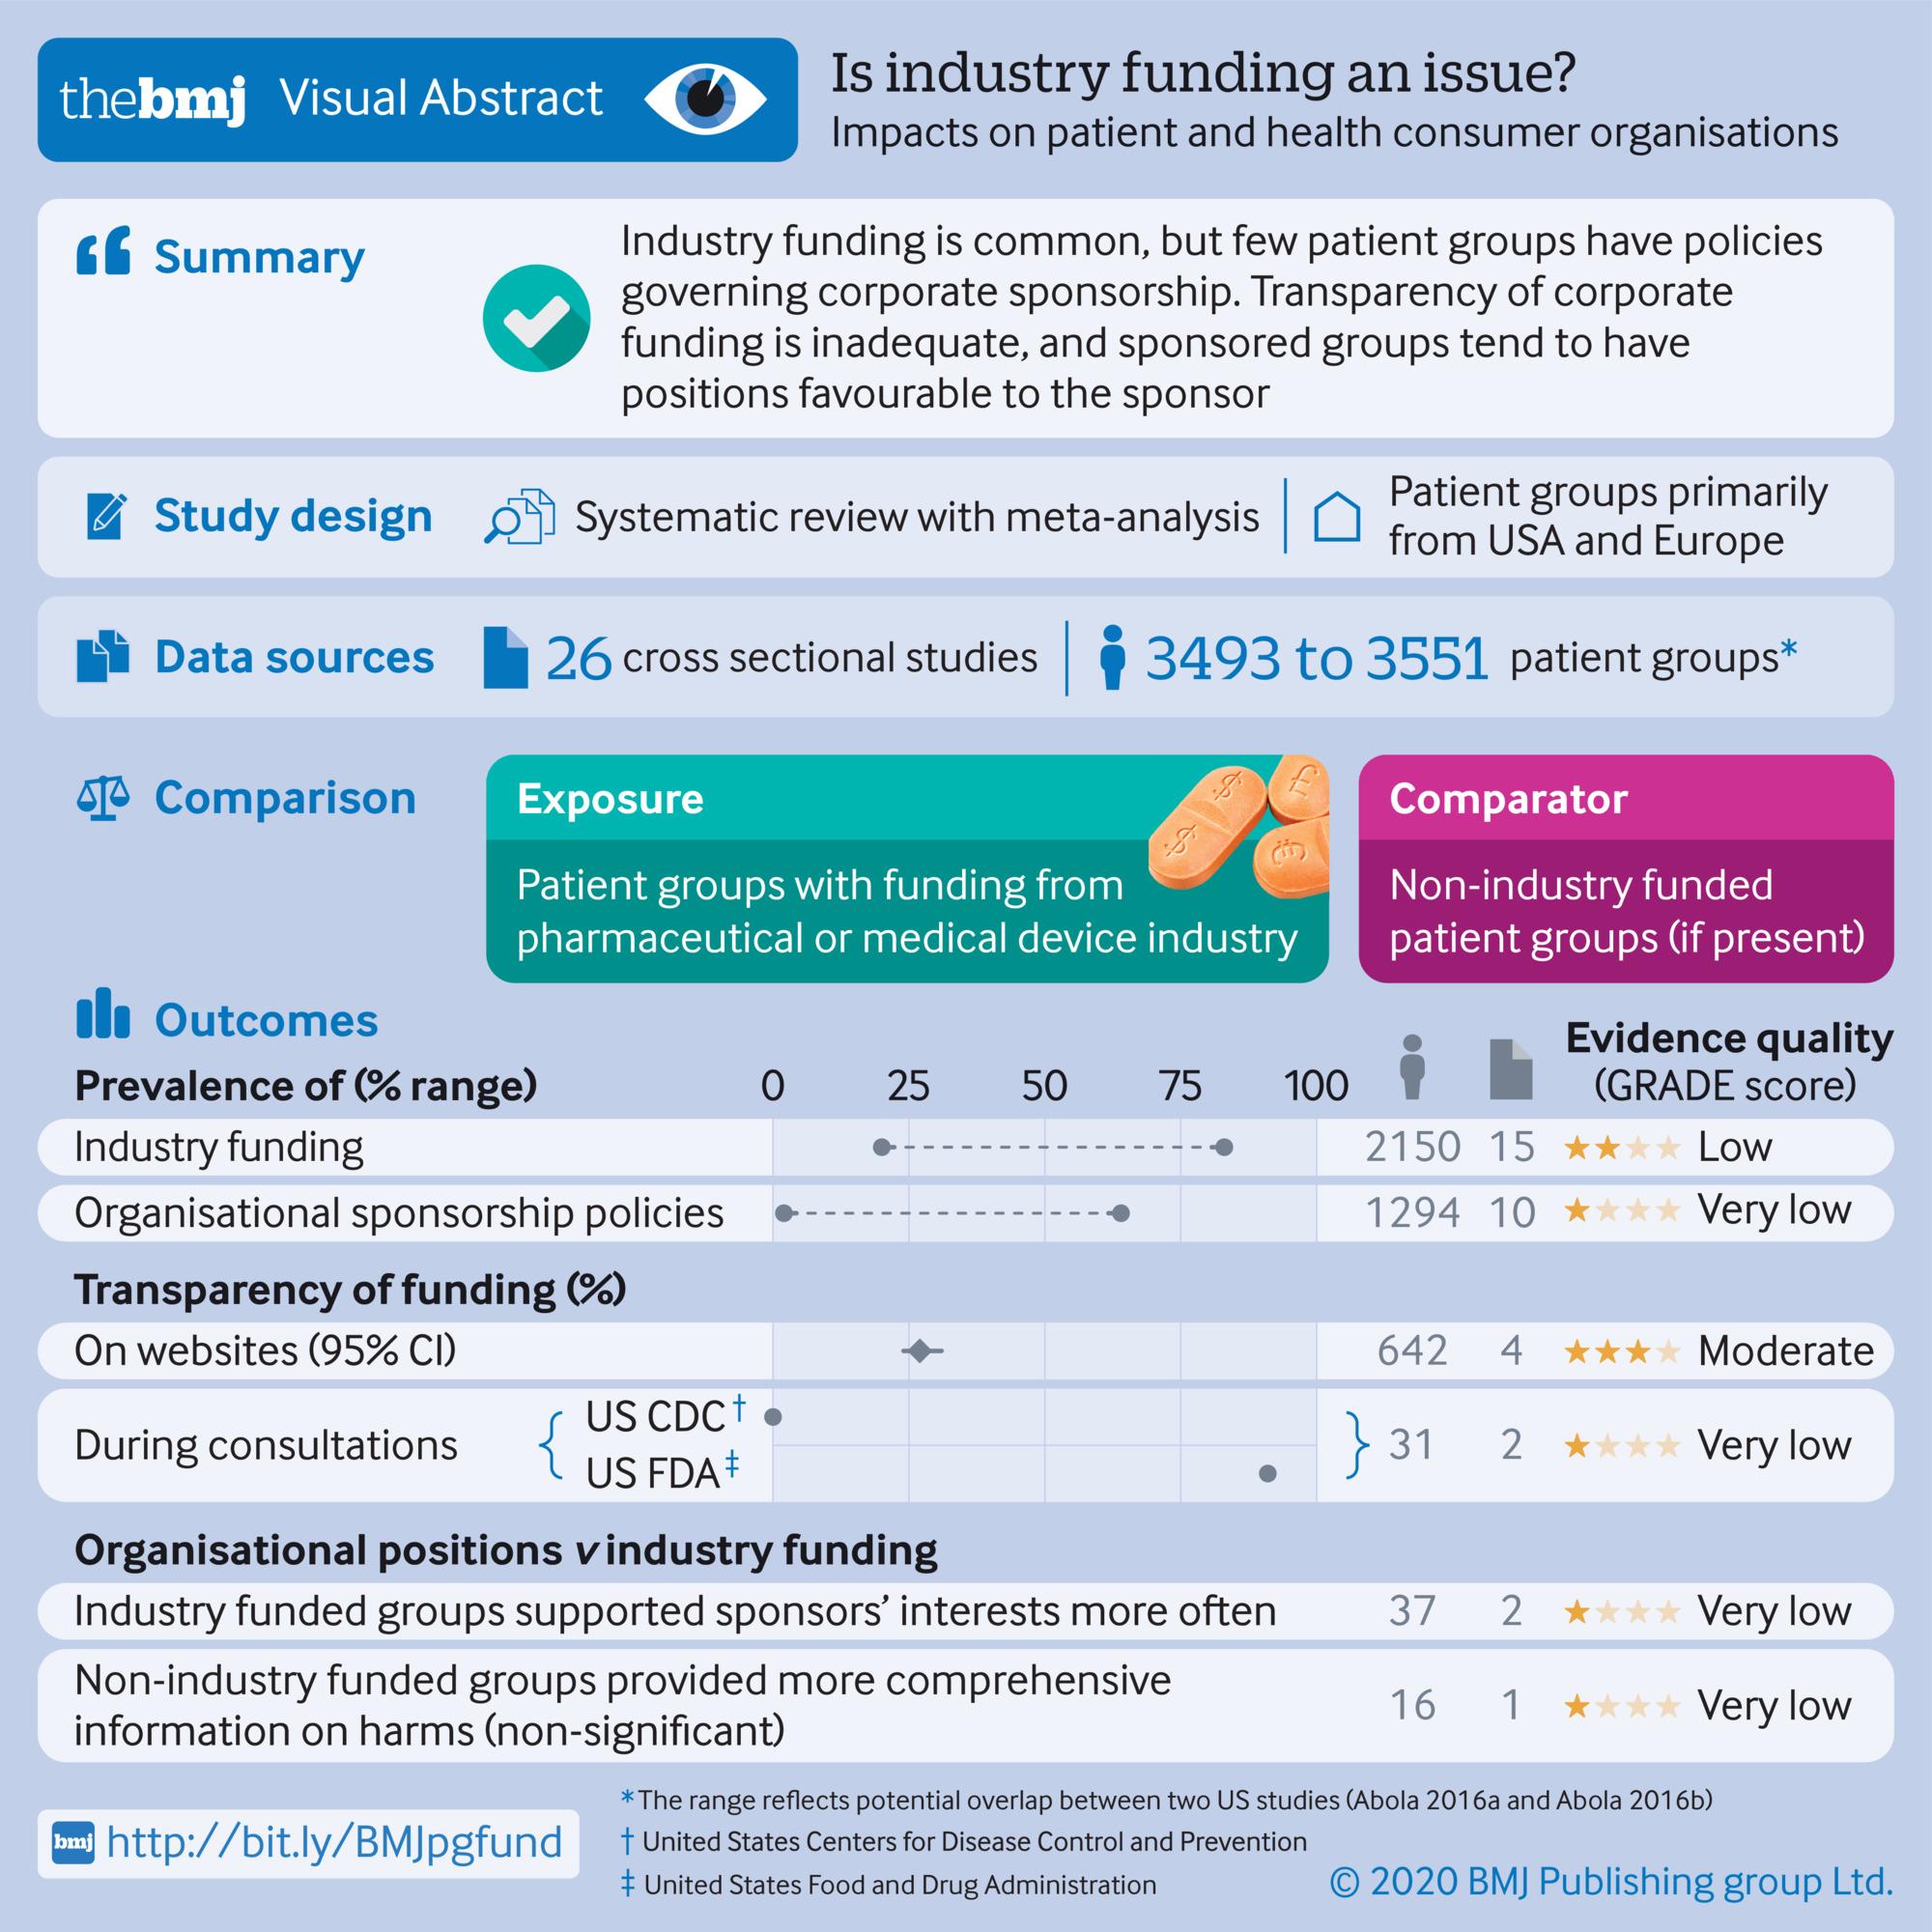 thebmj Visual Abstract
Is industry funding an issue?
Impacts on patient and health consumer organisations
Summary
Industry funding is common, but few patient groups have policies
governing corporate sponsorship. Transparency of corporate
funding is inadequate, and sponsored groups tend to have
positions favourable to the sponsor
Study design
Systematic review with meta-analysis
Patient groups primarily
from USA and Europe
Data sources
26 cross sectional studies
3493 to 3551 patient groups*
Comparison
Exposure
$ $ £ €
Patient groups with funding from
pharmaceutical or medical device industry
Comparator
Non-industry funded
patient groups (if present)
Outcomes
Evidence quality
(GRADE score)
Prevalence of (% range) 0 25 50 75 100
Industry funding 2150 15 Low
Organisational sponsorship policies 1294 10 Very low
Transparency of funding (%)
On websites (95% CI) 642 4 Moderate
During consultations
US CDC†
US FDA‡
31 2 Very low
Organisational positions v industry funding
Industry funded groups supported sponsors’ interests more often 37 2 Very low
Non-industry funded groups provided more comprehensive
information on harms (non-significant)
16 1 Very low
bmj http://bit.ly/BMJpgfund
*The range reflects potential overlap between two US studies (Abola 2016a and Abola 2016b)
† United States Centers for Disease Control and Prevention
‡ United States Food and Drug Administration
© 2020 BMJ Publishing group Ltd.